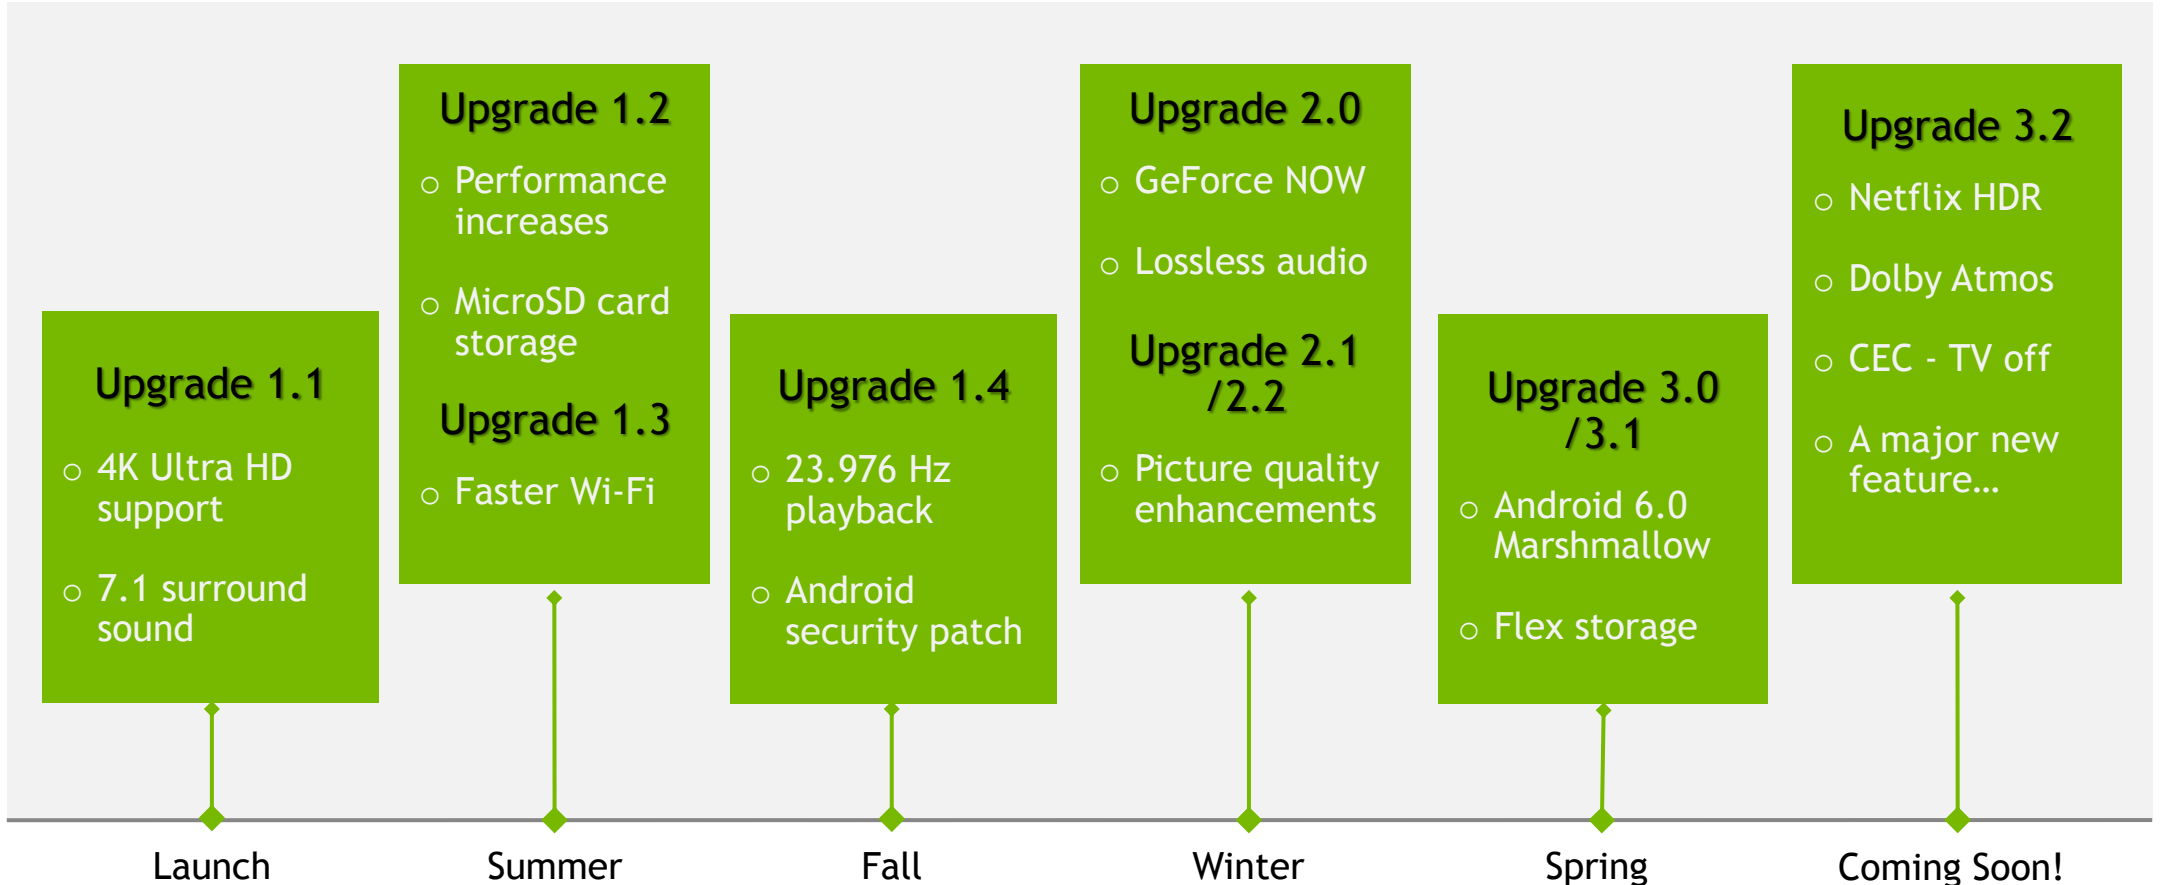 Upgrade 1.1
○ 4K Ultra HD
support
○ 7.1 surround
sound
Upgrade 1.2
○ Performance
increases
○ MicroSD card
storage
Upgrade 1.3
○ Faster Wi-Fi
Upgrade 1.4
○ 23.976 Hz
playback
○ Android
security patch
Upgrade 2.0
○ GeForce NOW
○ Lossless audio
Upgrade 2.1
/2.2
○ Picture quality
enhancements
Upgrade 3.0
/3.1
○ Android 6.0
Marshmallow
○ Flex storage
Upgrade 3.2
○ Netflix HDR
○ Dolby Atmos
○ CEC - TV off
○ A major new
feature…
Launch
Summer
Fall
Winter
Spring
Coming Soon!